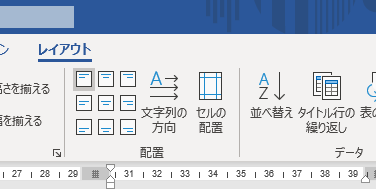 レイアウト
さを揃える
を揃える
文字列の
方向
セルの
配置
配置
並べ替え
タイトル行の
繰り返し
表の
データ
27 28 29 31 32 33 34 35 36 37 38 39